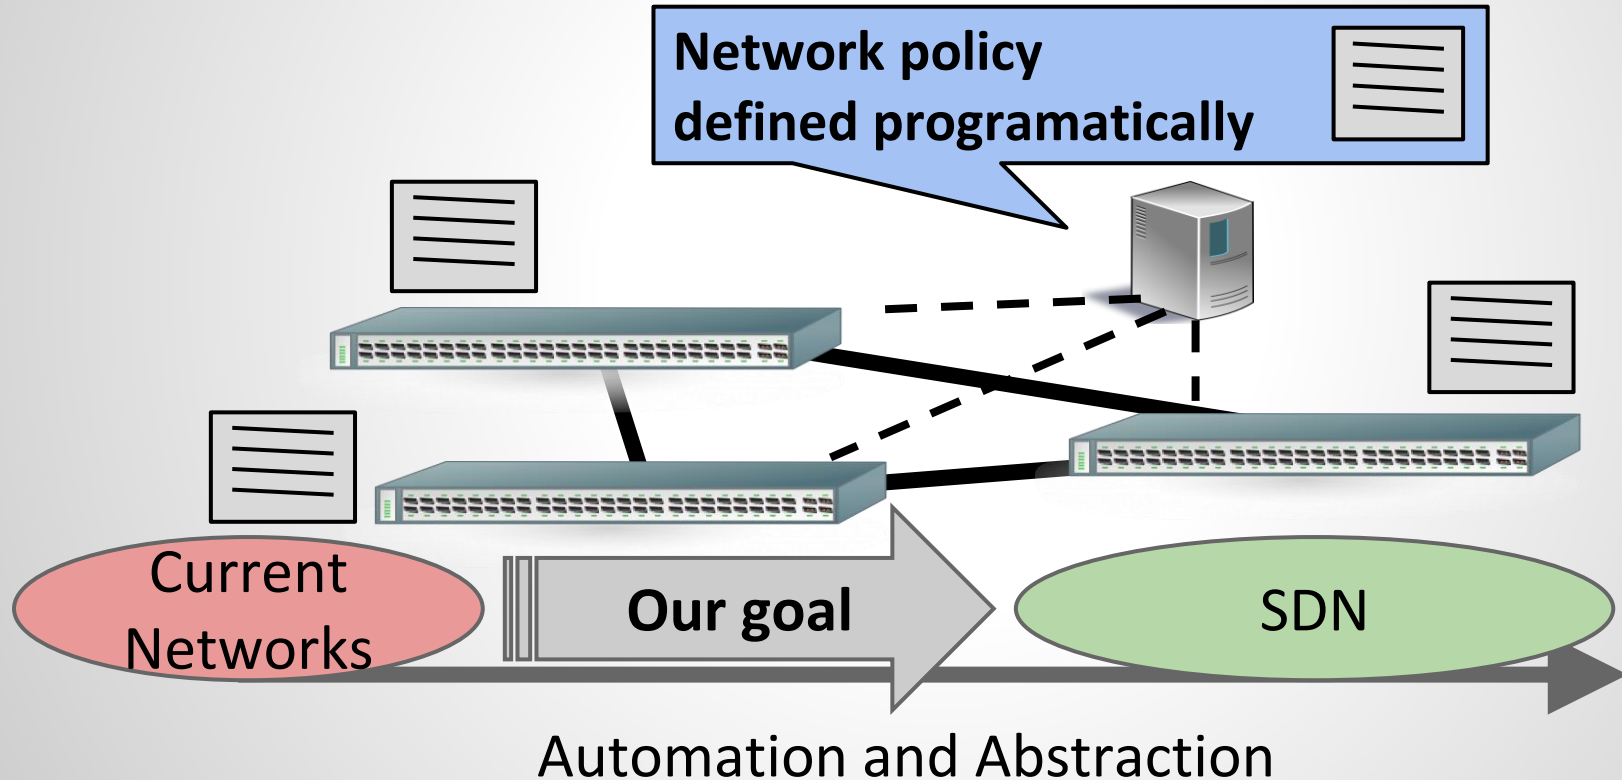 Network policy
defined programatically
Current
Networks
Our goal
SDN
Automation and Abstraction